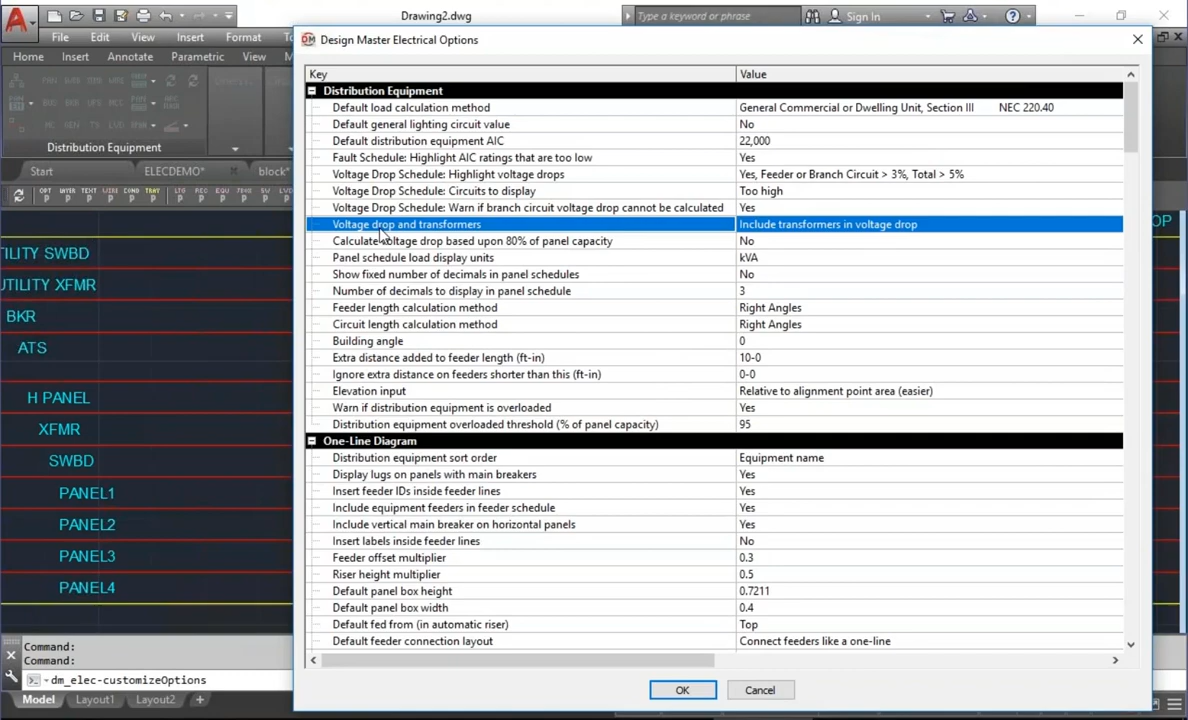 Drawing2.dwg
Type a keyword or phrase
Sign In
File Edit View Insert Format
Home Insert Annotate Parametric View
Distribution Equipment
Start ELECDEMO* block*
Design Master Electrical Options
Key Value
Distribution Equipment
Default load calculation method General Commercial or Dwelling Unit, Section III NEC 220.40
Default general lighting circuit value No
Default distribution equipment AIC 22,000
Fault Schedule: Highlight AIC ratings that are too low Yes
Voltage Drop Schedule: Highlight voltage drops Yes, Feeder or Branch Circuit > 3%, Total > 5%
Voltage Drop Schedule: Circuits to display Too high
Voltage Drop Schedule: Warn if branch circuit voltage drop cannot be calculated Yes
Voltage drop and transformers Include transformers in voltage drop
Calculate voltage drop based upon 80% of panel capacity No
Panel schedule load display units kVA
Show fixed number of decimals in panel schedules No
Number of decimals to display in panel schedule 3
Feeder length calculation method Right Angles
Circuit length calculation method Right Angles
Building angle 0
Extra distance added to feeder length (ft-in) 10-0
Ignore extra distance on feeders shorter than this (ft-in) 0-0
Elevation input Relative to alignment point area (easier)
Warn if distribution equipment is overloaded Yes
Distribution equipment overloaded threshold (% of panel capacity) 95
One-Line Diagram
Distribution equipment sort order Equipment name
Display lugs on panels with main breakers Yes
Insert feeder IDs inside feeder lines Yes
Include equipment feeders in feeder schedule Yes
Include vertical main breaker on horizontal panels Yes
Insert labels inside feeder lines No
Feeder offset multiplier 0.3
Riser height multiplier 0.5
Default panel box height 0.7211
Default panel box width 0.4
Default fed from (in automatic riser) Top
Default feeder connection layout Connect feeders like a one-line
OK Cancel
TILITY SWBD
UTILITY XFMR
BKR
ATS
H PANEL
XFMR
SWBD
PANEL1
PANEL2
PANEL3
PANEL4
OP
Command:
Command:
dm_elec-customizeOptions
Model Layout1 Layout2 +